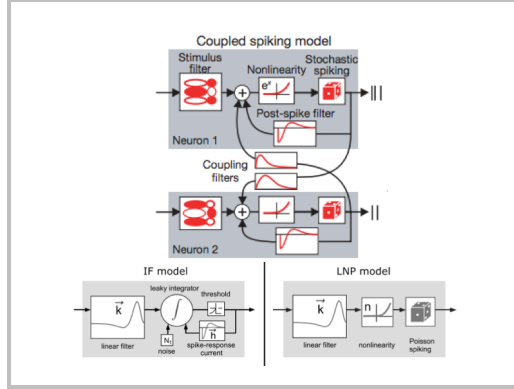 Coupled spiking model
Stimulus
filter
Nonlinearity
Stochastic
spiking
e^x
Post-spike filter
Neuron 1
Coupling
filters
Neuron 2
IF model
leaky integrator
threshold
k
∫
h
N_t
linear filter
noise
spike-response
current
LNP model
k
n
linear filter
nonlinearity
Poisson
spiking